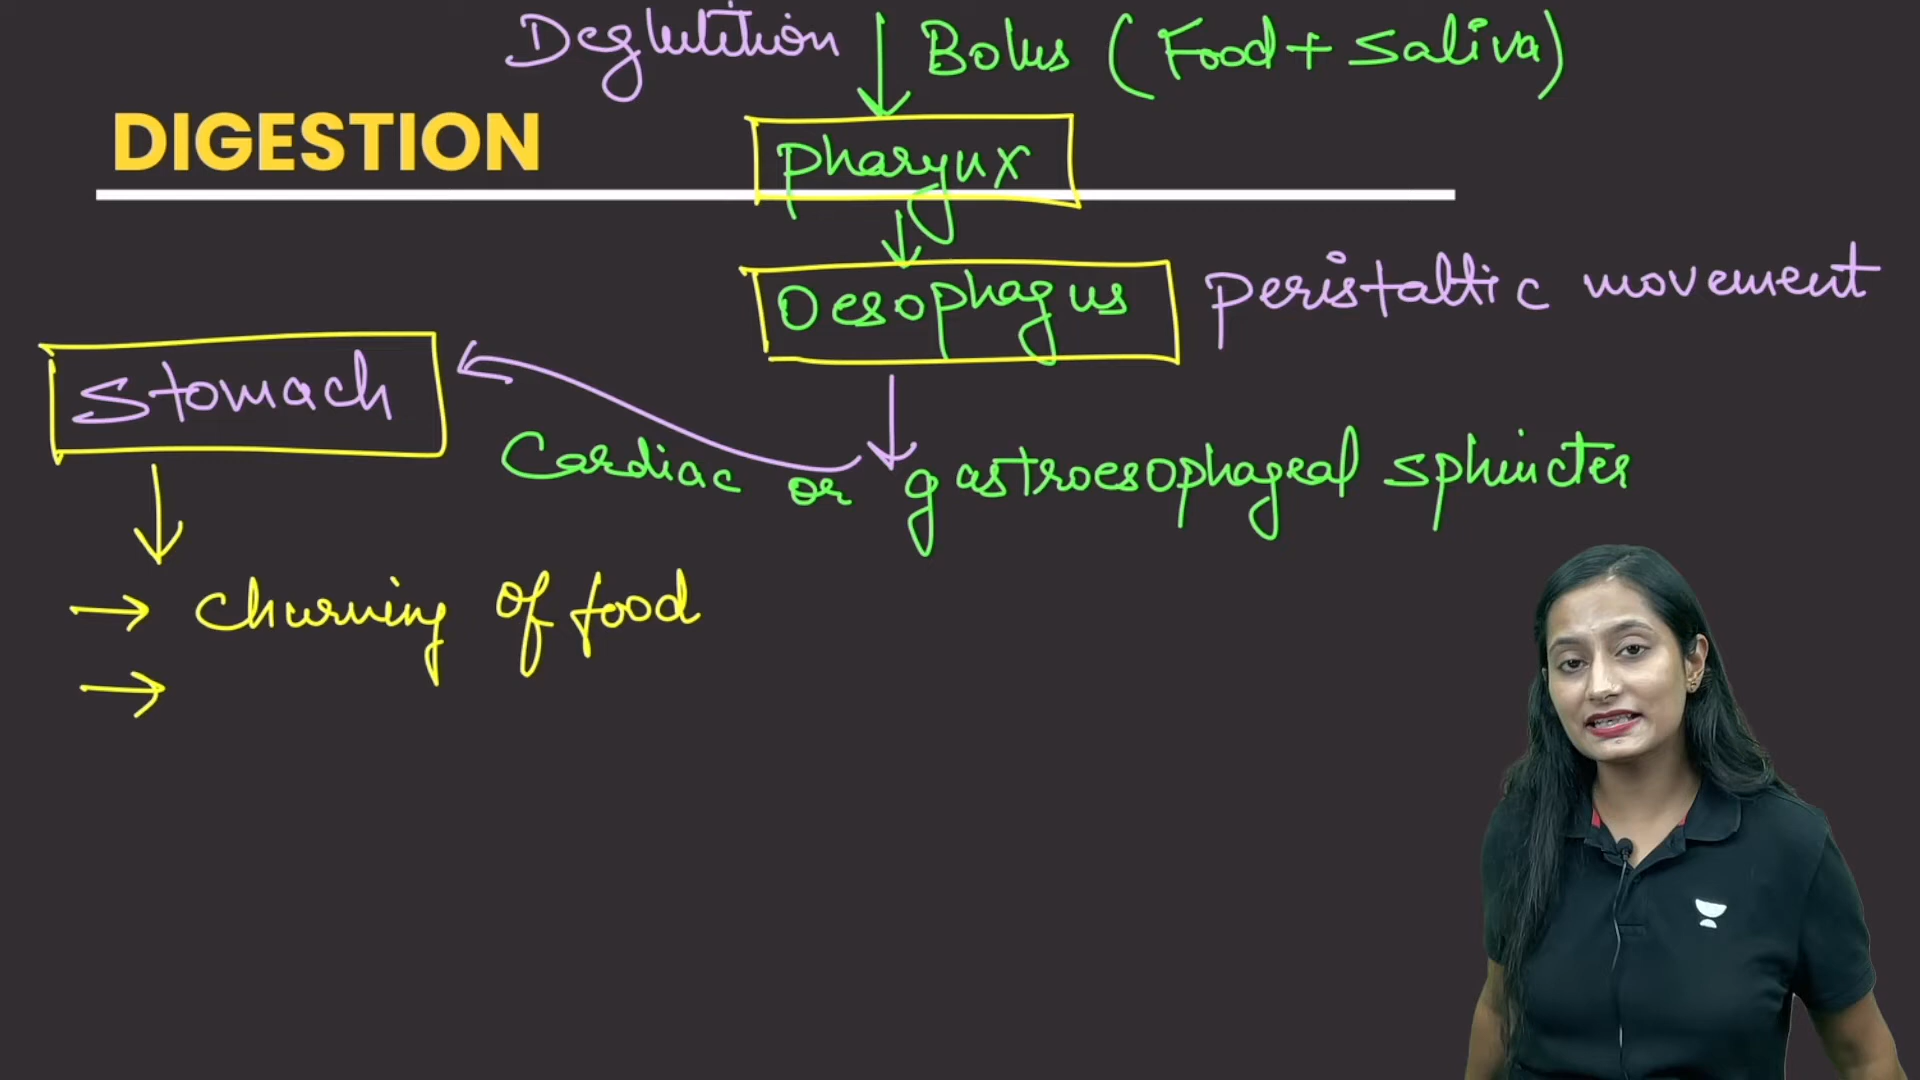 Deglutition ↓ Bolus (Food + Saliva)
DIGESTION
Pharynx
↓
Oesophagus peristaltic movement
Stomach
Cardiac or gastroesophageal sphincter
→ Churning of food
→